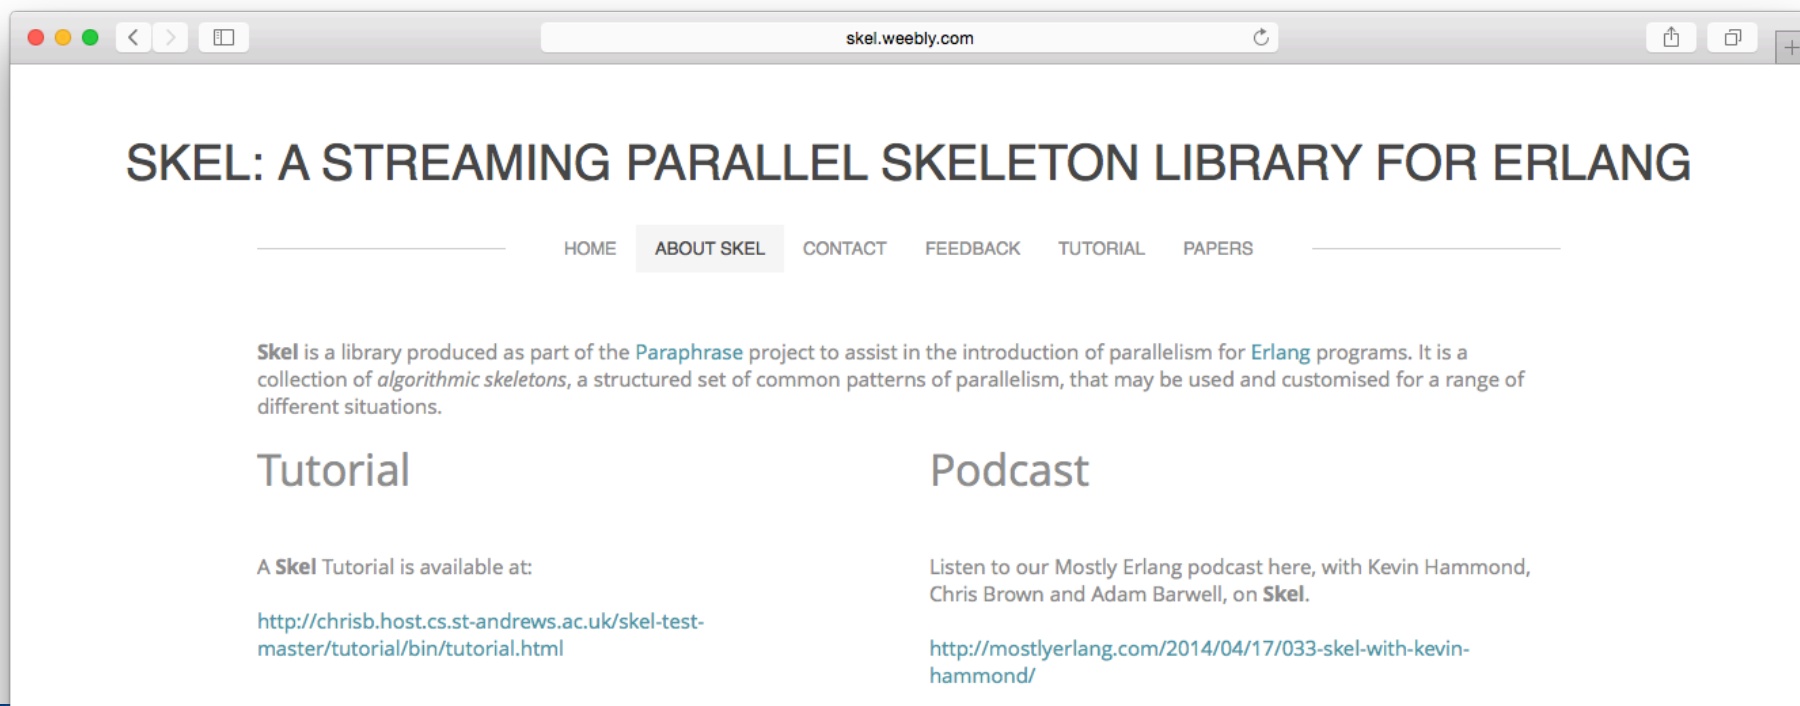 skel.weebly.com
SKEL: A STREAMING PARALLEL SKELETON LIBRARY FOR ERLANG
HOME ABOUT SKEL CONTACT FEEDBACK TUTORIAL PAPERS
Skel is a library produced as part of the Paraphrase project to assist in the introduction of parallelism for Erlang programs. It is a
collection of algorithmic skeletons, a structured set of common patterns of parallelism, that may be used and customised for a range of
different situations.
Tutorial
A Skel Tutorial is available at:
http://chrisb.host.cs.st-andrews.ac.uk/skel-test-
master/tutorial/bin/tutorial.html
Podcast
Listen to our Mostly Erlang podcast here, with Kevin Hammond,
Chris Brown and Adam Barwell, on Skel.
http://mostlyerlang.com/2014/04/17/033-skel-with-kevin-
hammond/